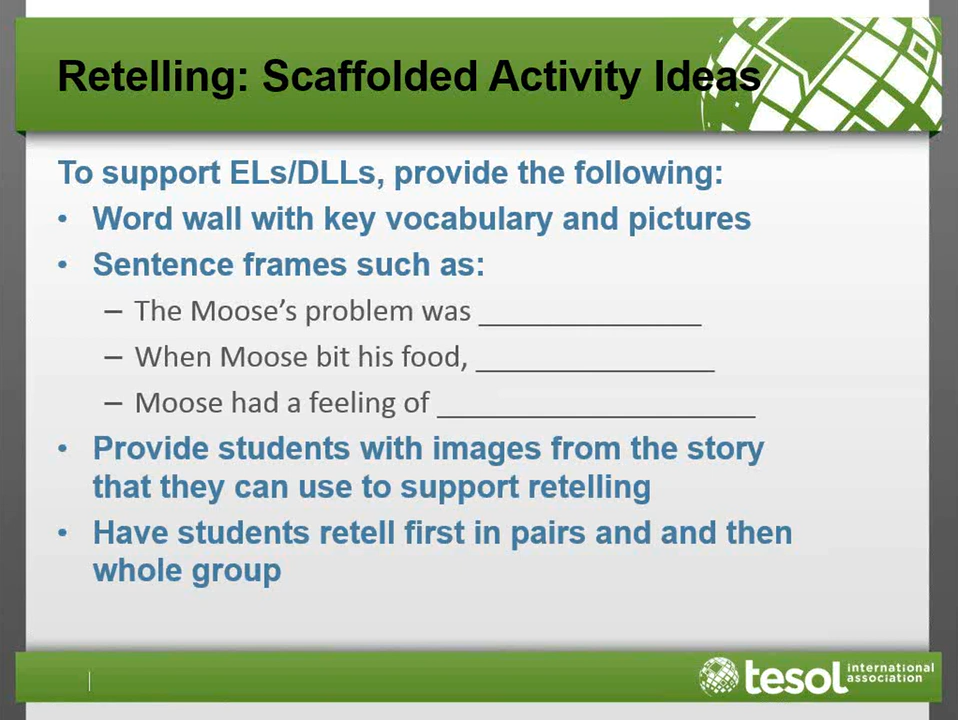 Retelling: Scaffolded Activity Ideas
To support ELs/DLLs, provide the following:
• Word wall with key vocabulary and pictures
• Sentence frames such as:
– The Moose’s problem was ______________
– When Moose bit his food, _______________
– Moose had a feeling of ____________________
• Provide students with images from the story
that they can use to support retelling
• Have students retell first in pairs and and then
whole group
tesol international
association